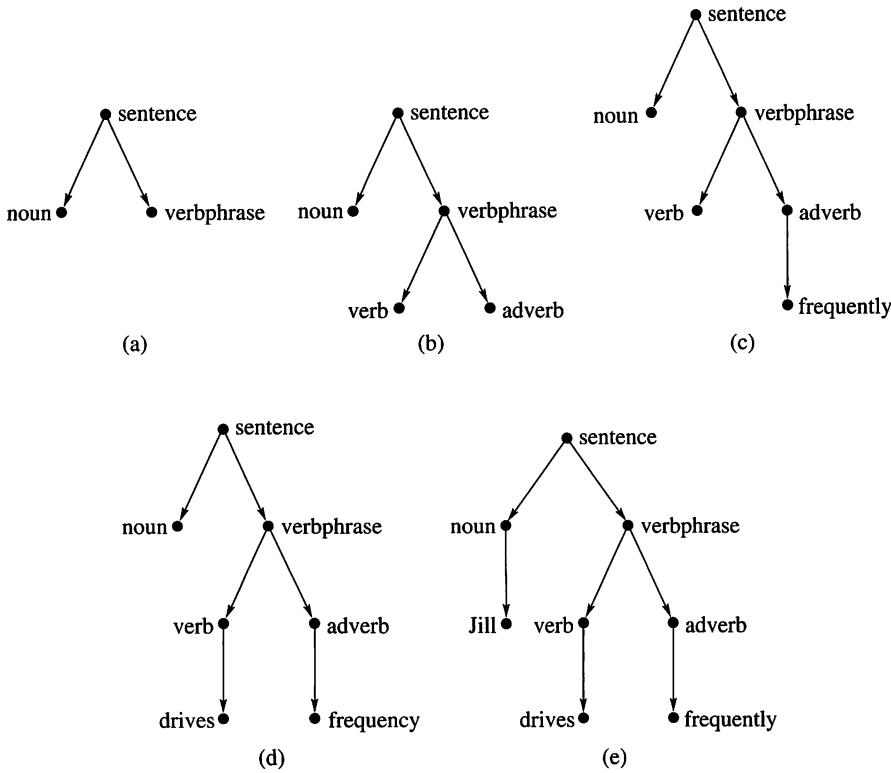 sentence
noun verbphrase
(a)
sentence
noun verbphrase
verb adverb
(b)
sentence
noun verbphrase
verb adverb
frequently
(c)
sentence
noun verbphrase
verb adverb
drives frequency
(d)
sentence
noun verbphrase
Jill verb adverb
drives frequently
(e)